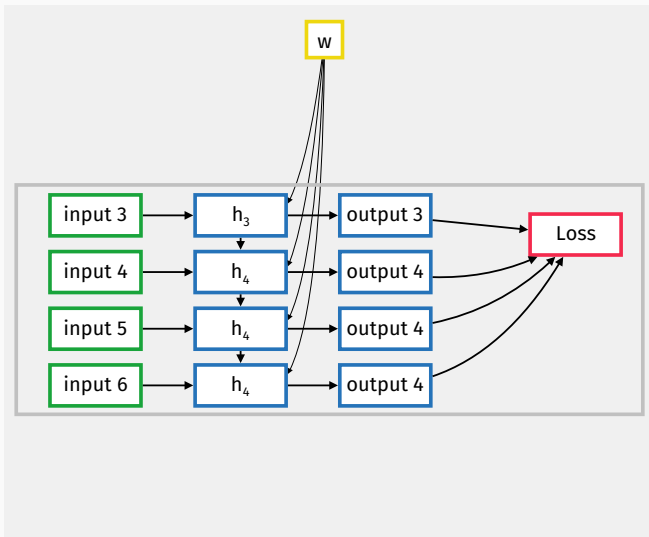 w
input 3 h₃ output 3
Loss
input 4 h₄ output 4
input 5 h₄ output 4
input 6 h₄ output 4